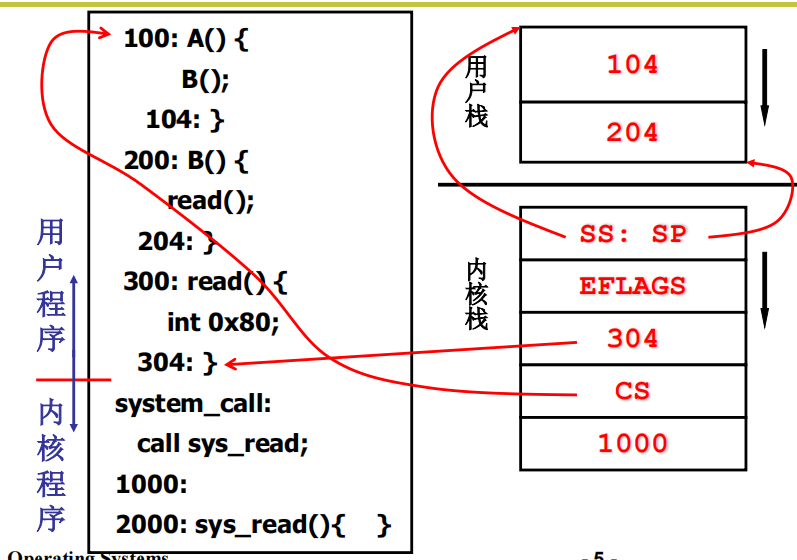 100: A() {
B();
104: }
200: B() {
read();
204: }
300: read() {
int 0x80;
304: }
system_call:
call sys_read;
1000:
2000: sys_read(){ }
用户程序
内核程序
用户栈
104
204
内核栈
SS: SP
EFLAGS
304
CS
1000
Operating Systems
- 5 -